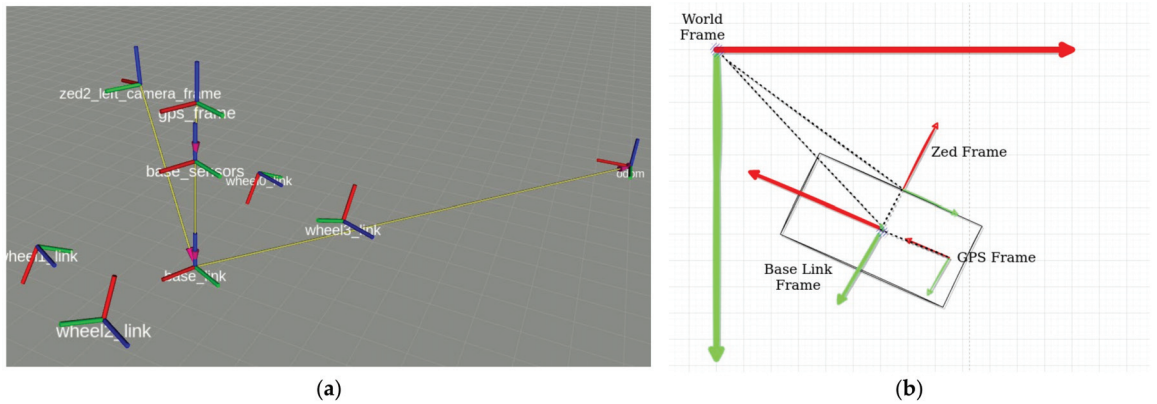 zed2_left_camera_frame
gps_frame
base_sensors
wheel0_link
odom
wheel3_link
wheel1_link
base_link
wheel2_link
World
Frame
Zed Frame
GPS Frame
Base Link
Frame
(a)
(b)